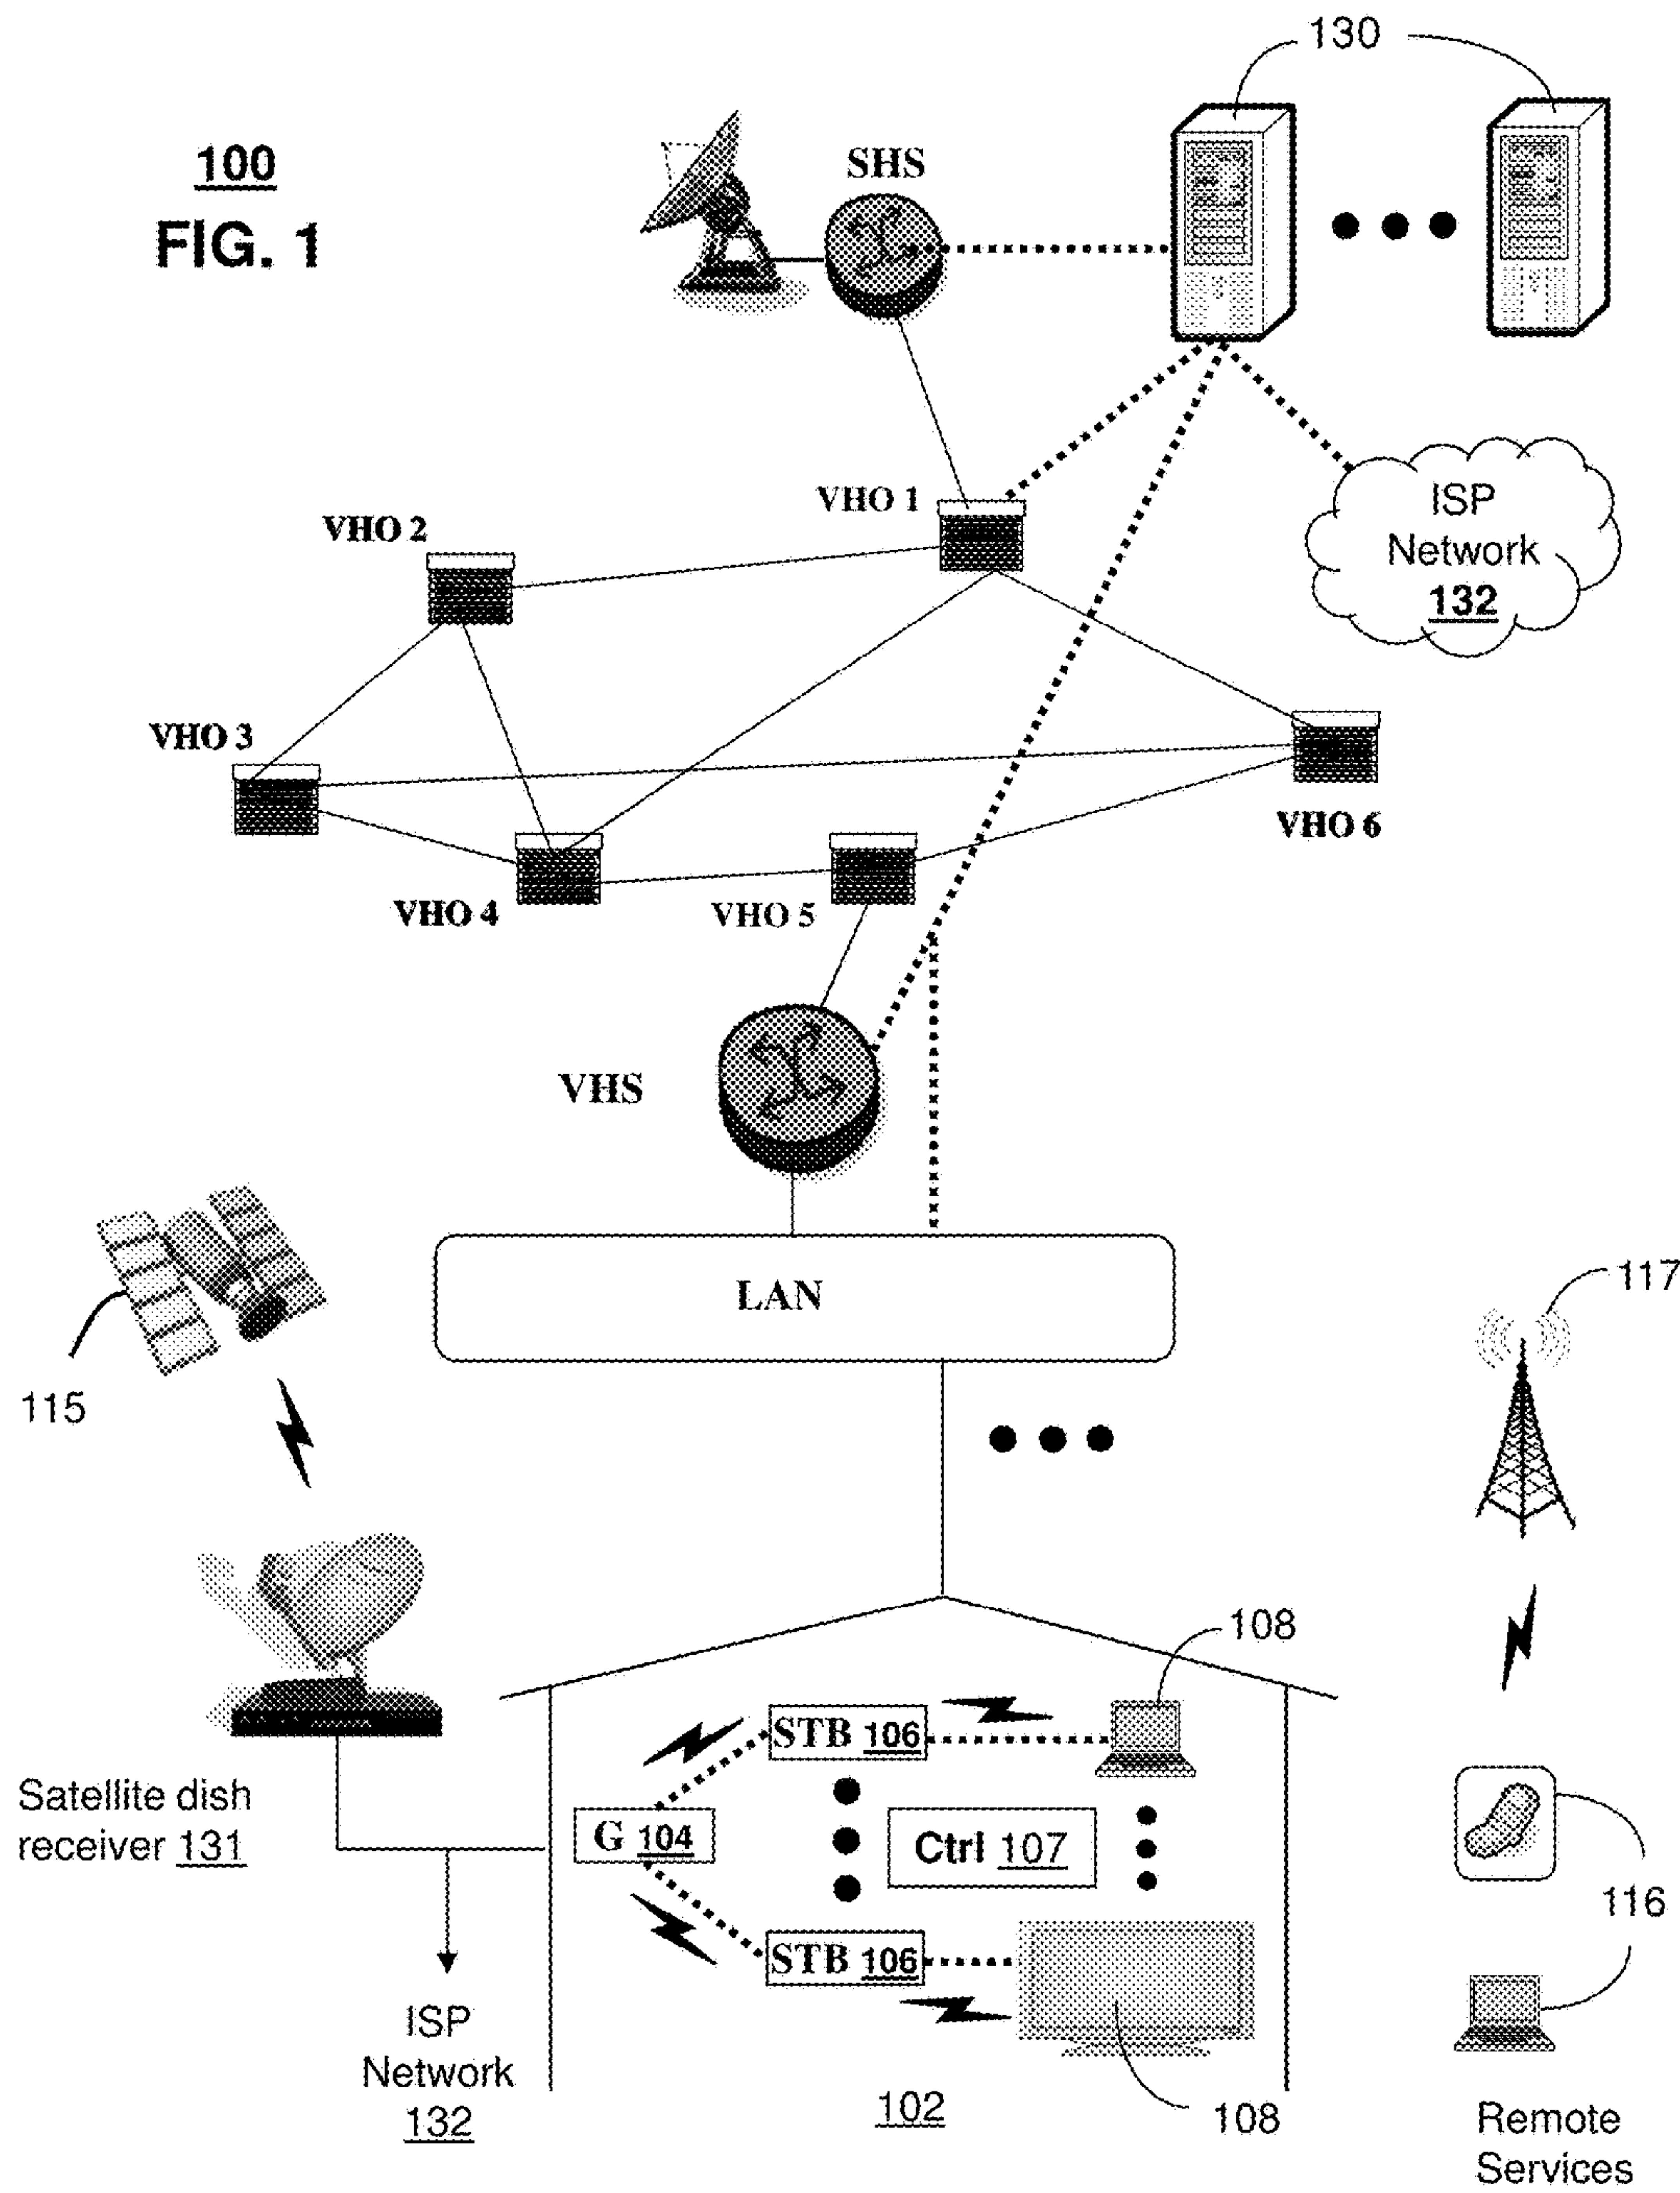 130
100
FIG. 1
SHS
ISP
Network
132
VHO 1
VHO 2
VHO 3
VHO 6
VHO 4
VHO 5
VHS
LAN
117
115
108
STB 106
Satellite dish
receiver 131
G 104
Ctrl 107
116
STB 106
ISP
Network
132
102
108
Remote
Services